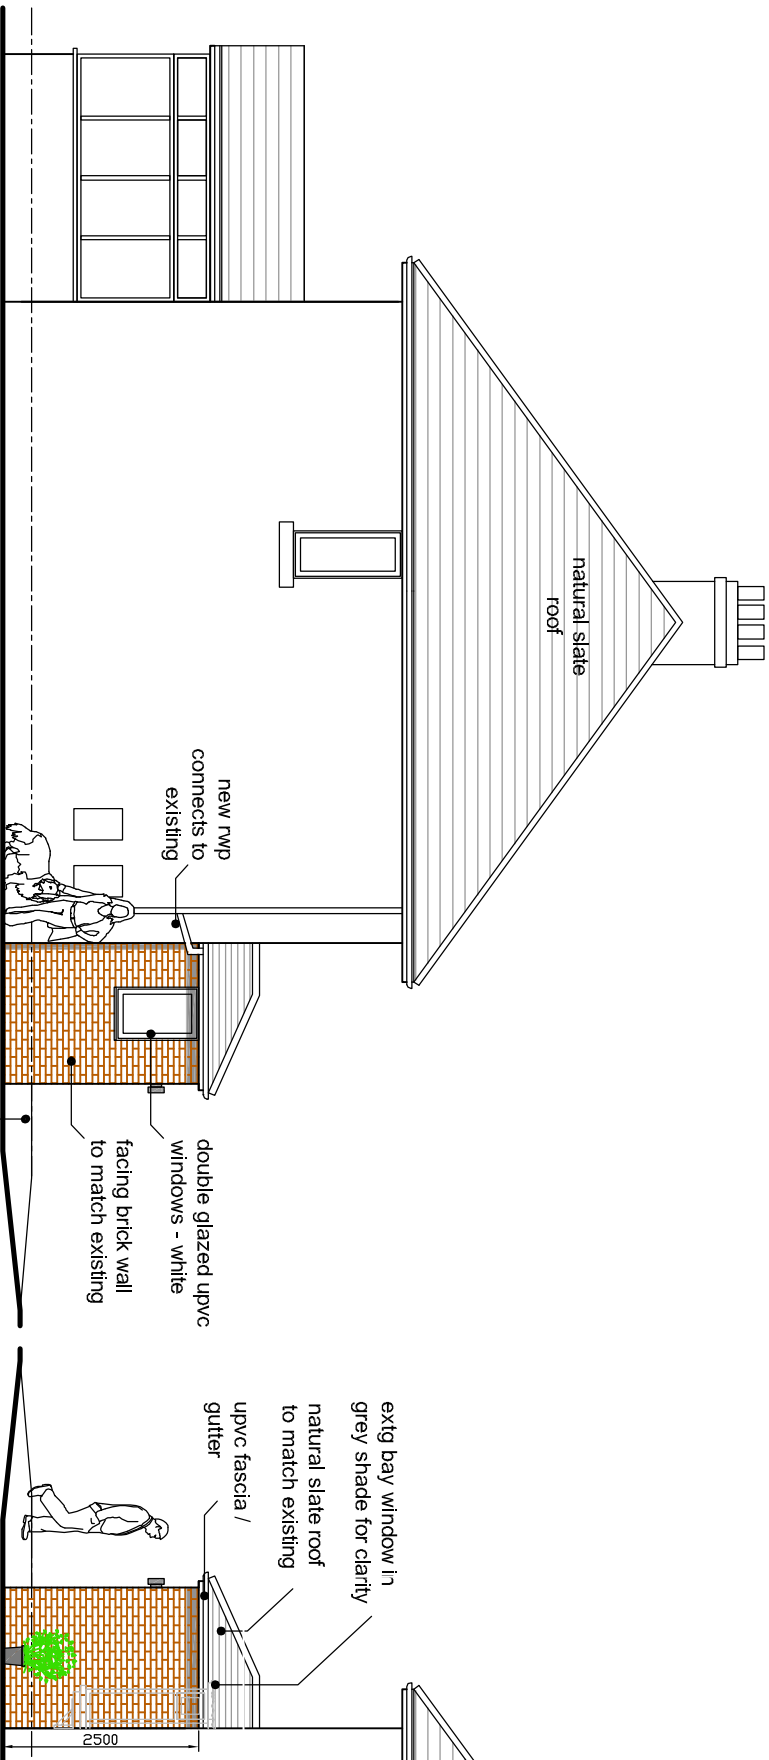 natural slate
roof
new rwp
connects to
existing
double glazed upvc
windows - white
facing brick wall
to match existing
extg bay window in
grey shade for clarity
natural slate roof
to match existing
upvc fascia /
gutter
2500